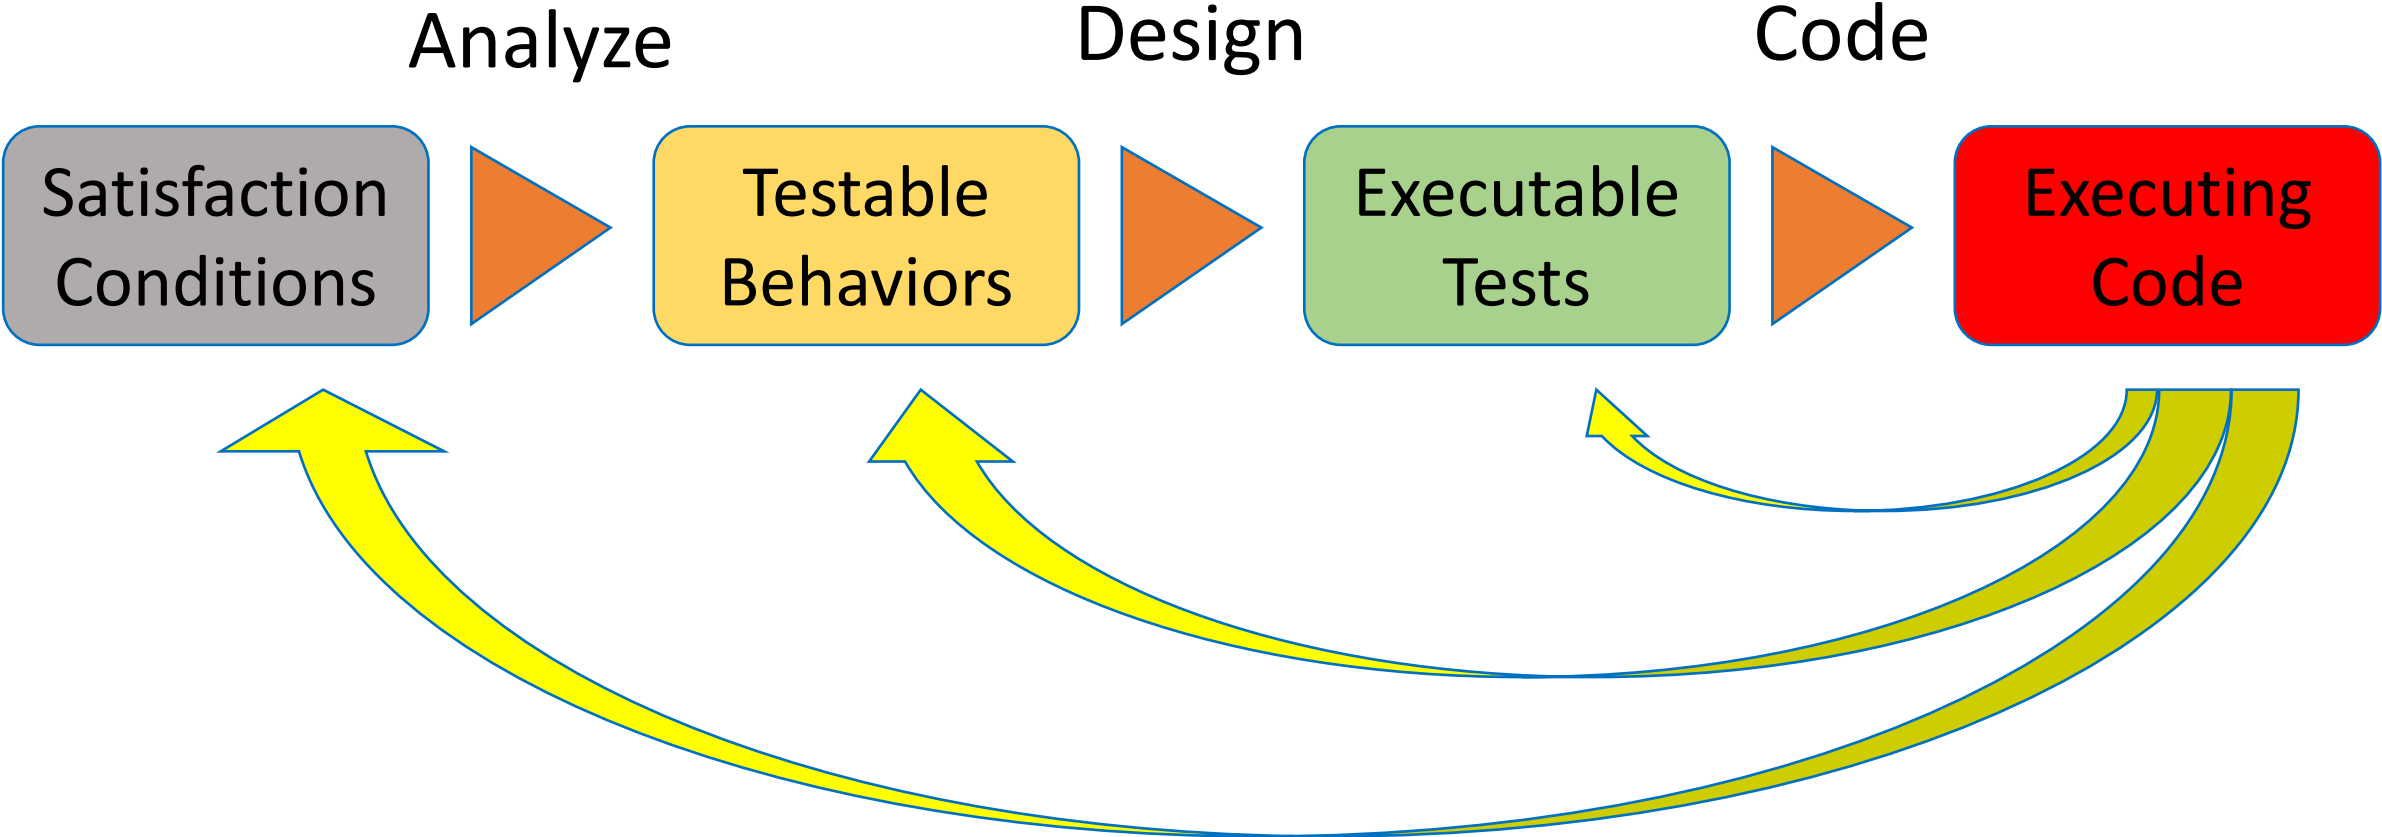 Analyze
Design
Code
Satisfaction
Conditions
Testable
Behaviors
Executable
Tests
Executing
Code